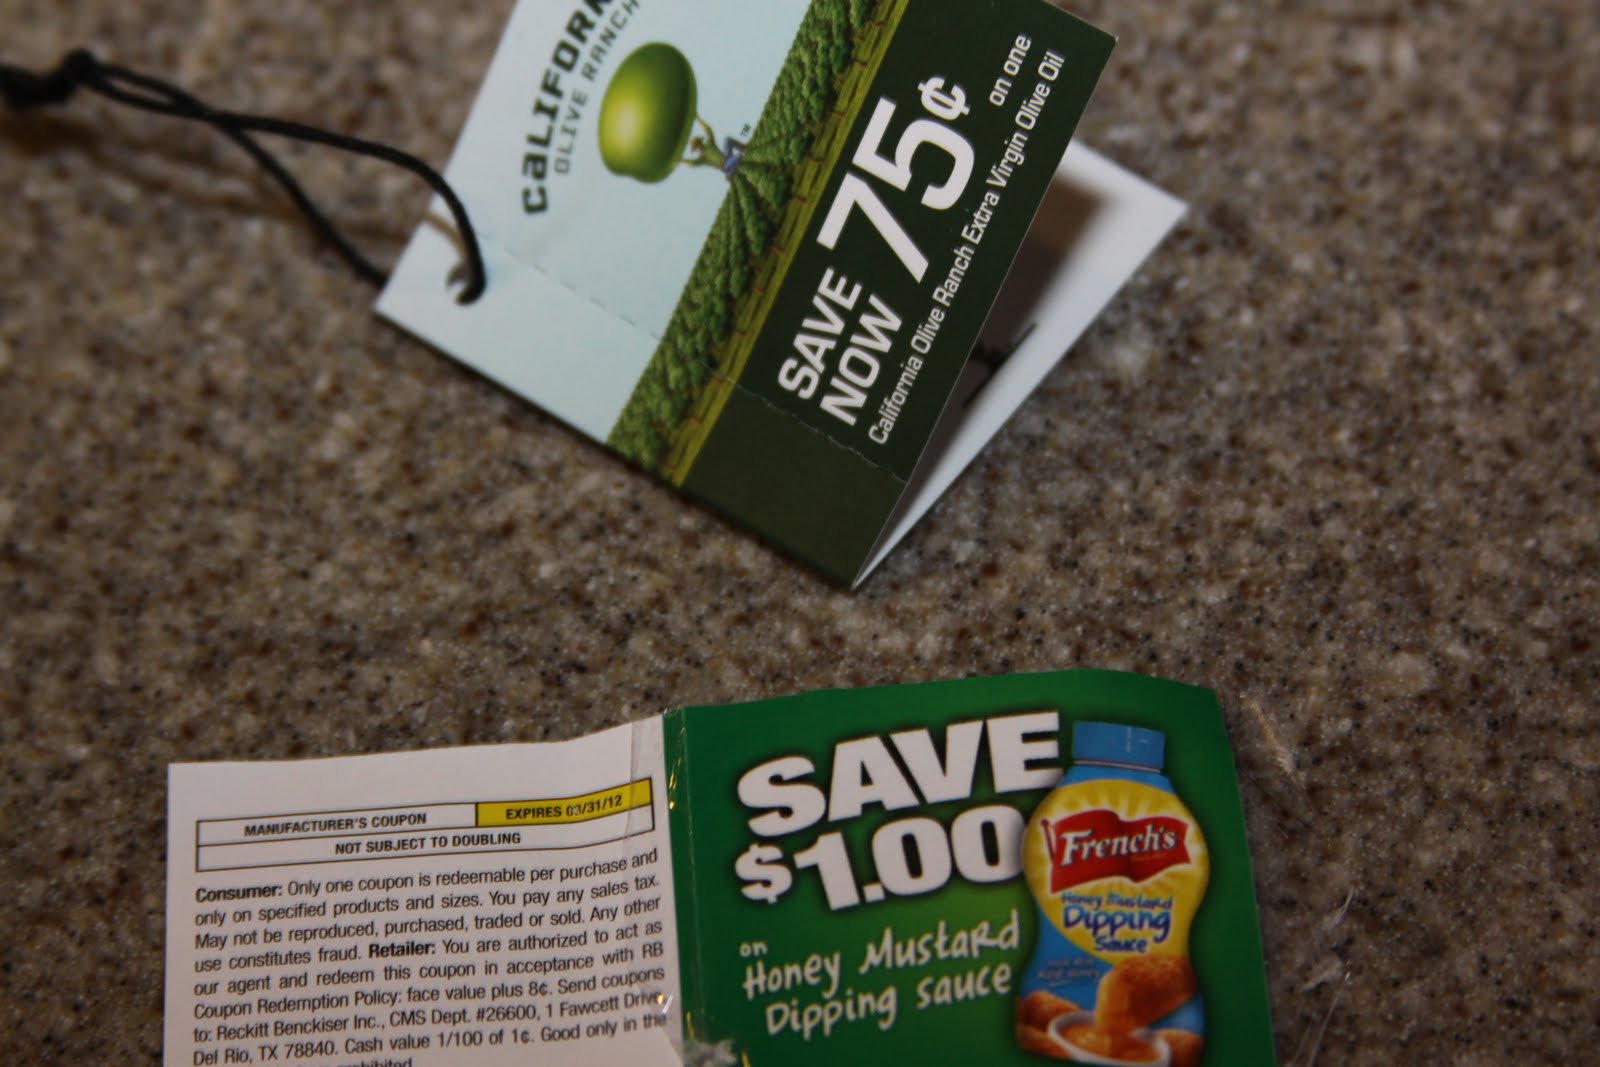 CALIFORN
OLIVE RANCH
TM
SAVE
NOW
75¢
on one
California Olive Ranch Extra Virgin Olive Oil
MANUFACTURER'S COUPON
EXPIRES 03/31/12
NOT SUBJECT TO DOUBLING
Consumer: Only one coupon is redeemable per purchase and
only on specified products and sizes. You pay any sales tax.
May not be reproduced, purchased, traded or sold. Any other
use constitutes fraud. Retailer: You are authorized to act as
our agent and redeem this coupon in acceptance with RB
Coupon Redemption Policy: face value plus 8¢. Send coupons
to: Reckitt Benckiser Inc., CMS Dept. #26600, 1 Fawcett Drive,
Del Rio, TX 78840. Cash value 1/100 of 1¢. Good only in the
prohibited.
SAVE
$1.00
on
Honey Mustard
Dipping sauce
French's
Honey Mustard
Dipping
Sauce